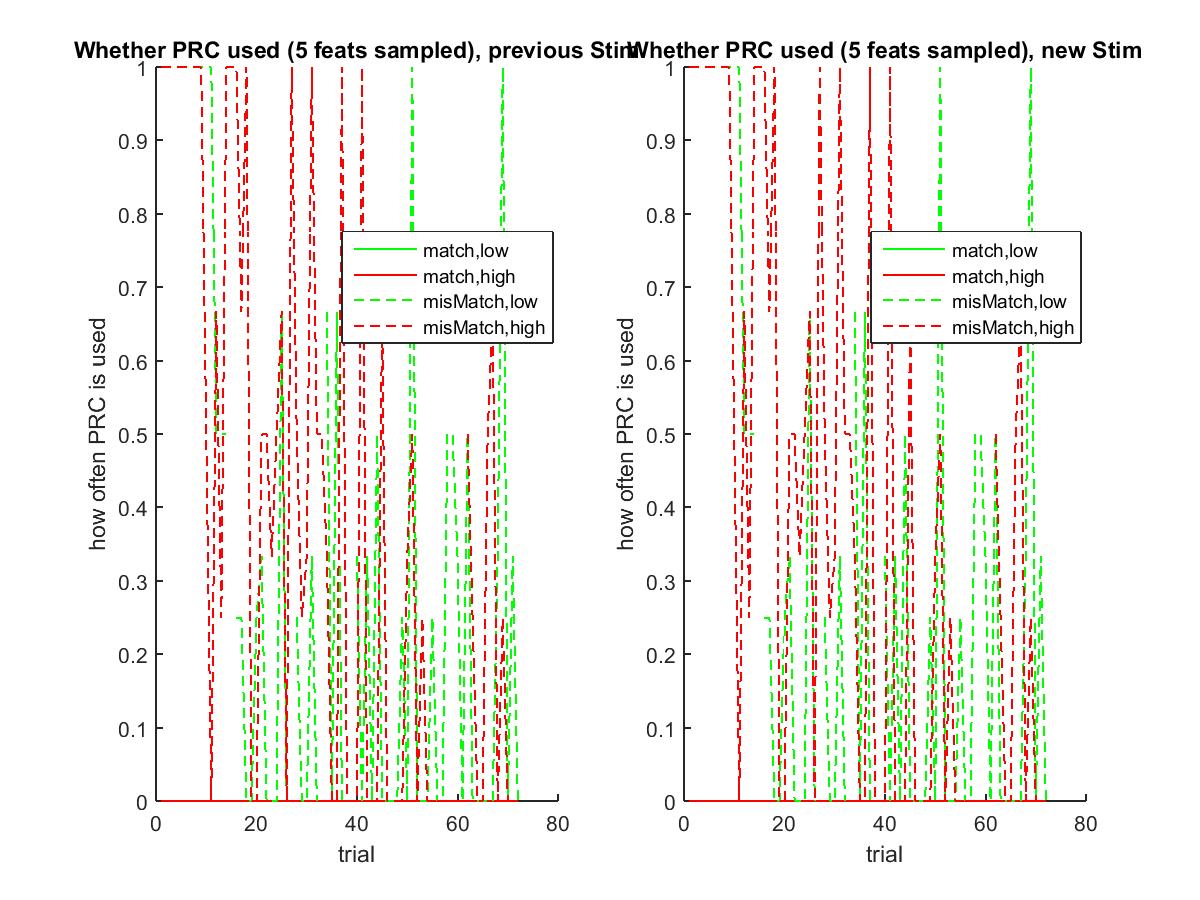 Whether PRC used (5 feats sampled), previous Stim
Whether PRC used (5 feats sampled), new Stim
1
0.9
0.8
0.7
0.6
0.5
0.4
0.3
0.2
0.1
0
how often PRC is used
match,low
match,high
misMatch,low
misMatch,high
0 20 40 60 80
trial
1
0.9
0.8
0.7
0.6
0.5
0.4
0.3
0.2
0.1
0
how often PRC is used
match,low
match,high
misMatch,low
misMatch,high
0 20 40 60 80
trial